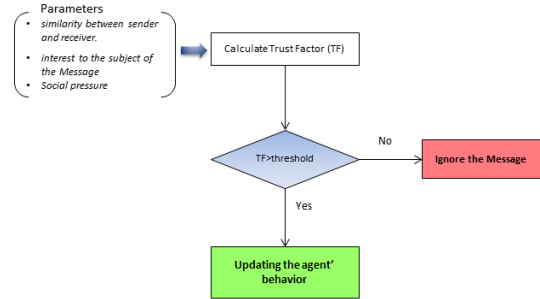 Parameters
• similarity between sender
and receiver.
• interest to the subject of
the Message
• Social pressure
Calculate Trust Factor (TF)
TF>threshold
No
Ignore the Message
Yes
Updating the agent'
behavior